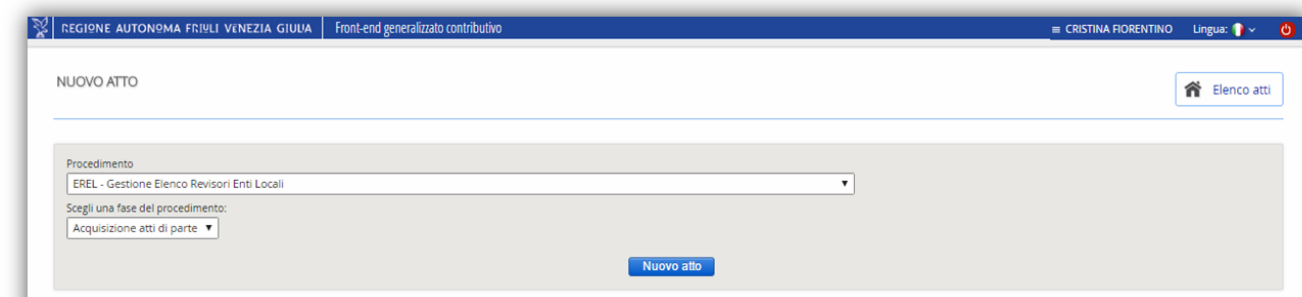 REGIONE AUTONOMA FRIULI VENEZIA GIULIA Front-end generalizzato contributivo ≡ CRISTINA FIORENTINO Lingua:
NUOVO ATTO
Elenco atti
Procedimento
EREL - Gestione Elenco Revisori Enti Locali
Scegli una fase del procedimento:
Acquisizione atti di parte
Nuovo atto